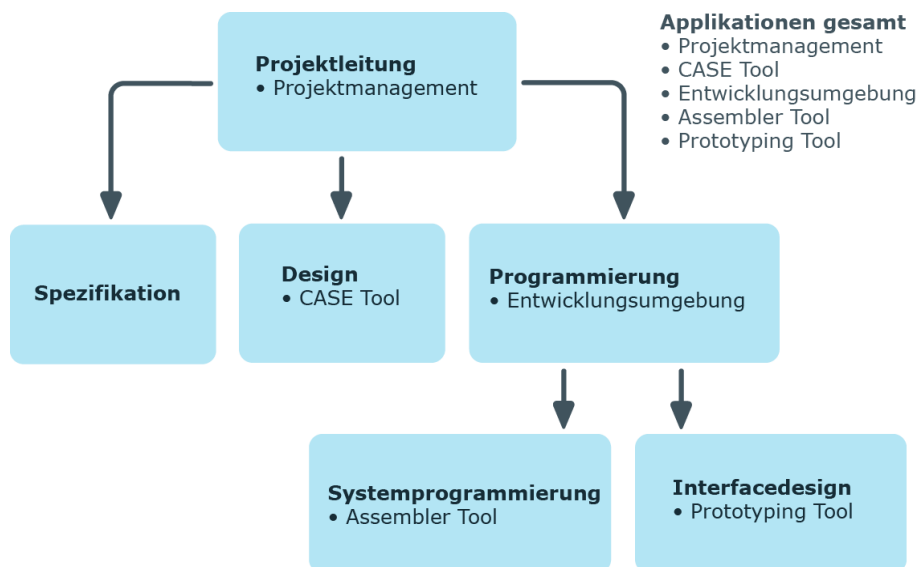 Projektleitung
• Projektmanagement
Applikationen gesamt
• Projektmanagement
• CASE Tool
• Entwicklungsumgebung
• Assembler Tool
• Prototyping Tool
Spezifikation
Design
• CASE Tool
Programmierung
• Entwicklungsumgebung
Systemprogrammierung
• Assembler Tool
Interfacedesign
• Prototyping Tool